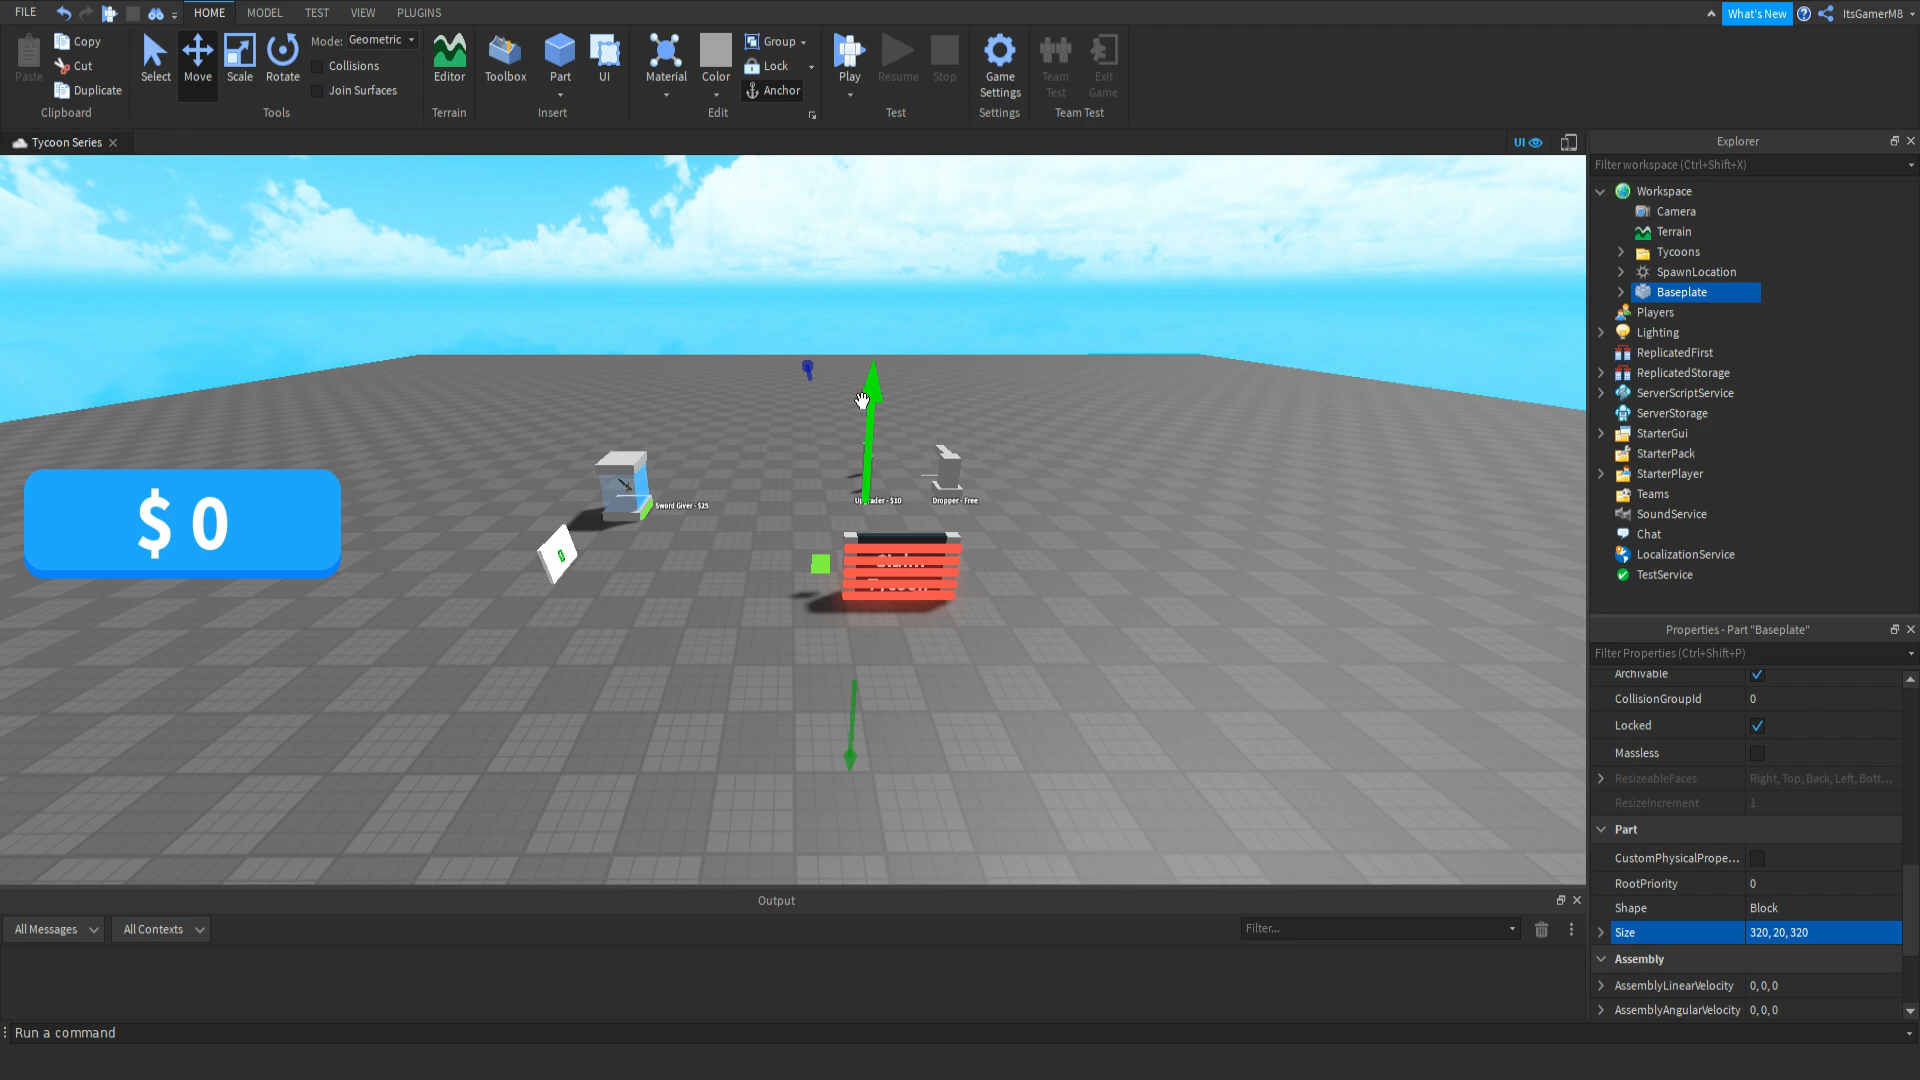 FILE
HOME
MODEL
TEST
VIEW
PLUGINS
What's New
ItsGamerM8
Paste
Copy
Cut
Duplicate
Clipboard
Select
Move
Scale
Rotate
Mode: Geometric
Collisions
Join Surfaces
Tools
Editor
Terrain
Toolbox
Part
UI
Insert
Material
Color
Group
Lock
Anchor
Edit
Play
Resume
Stop
Test
Game
Settings
Settings
Team
Test
Exit
Game
Team Test
Tycoon Series
UI
$ 0
Sword Giver - $25
Dropper - Free
Output
All Messages
All Contexts
Filter...
Run a command
Explorer
Filter workspace (Ctrl+Shift+X)
Workspace
Camera
Terrain
Tycoons
SpawnLocation
Baseplate
Players
Lighting
ReplicatedFirst
ReplicatedStorage
ServerScriptService
ServerStorage
StarterGui
StarterPack
StarterPlayer
Teams
SoundService
Chat
LocalizationService
TestService
Properties - Part "Baseplate"
Filter Properties (Ctrl+Shift+P)
Archivable
CollisionGroupId 0
Locked
Massless
ResizeableFaces Right, Top, Back, Left, Bott...
ResizeIncrement 1
Part
CustomPhysicalPrope...
RootPriority 0
Shape Block
Size 320, 20, 320
Assembly
AssemblyLinearVelocity 0, 0, 0
AssemblyAngularVelocity 0, 0, 0